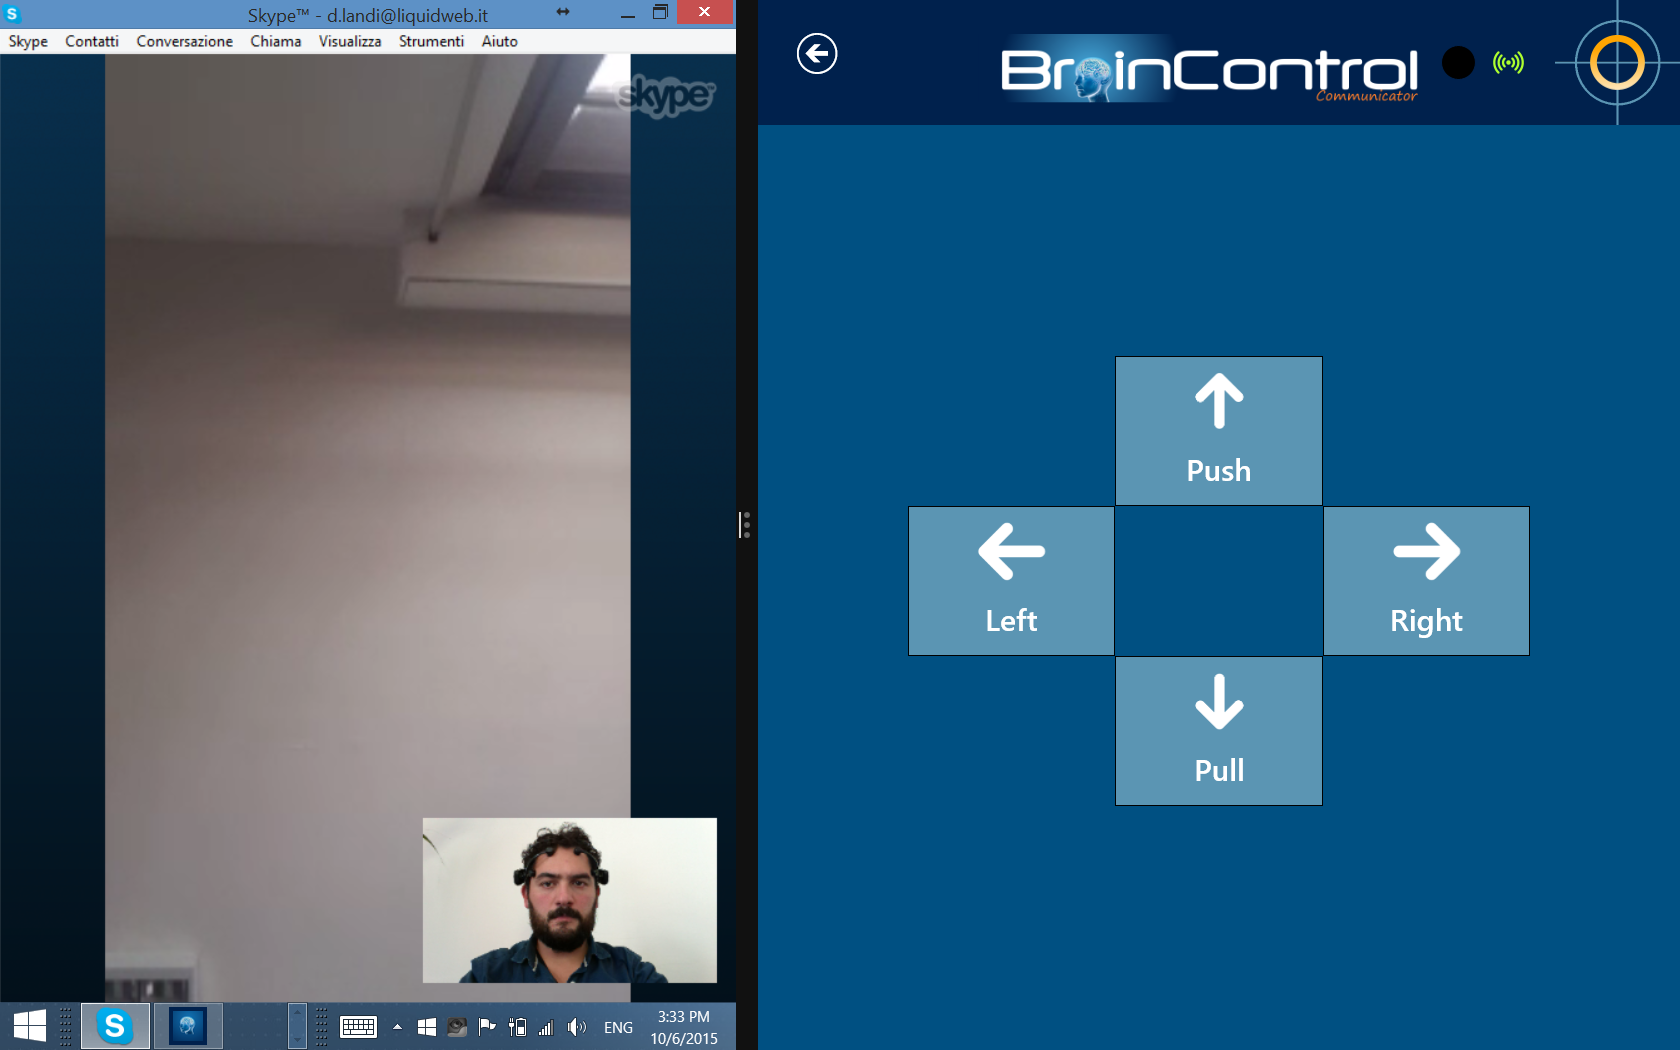 Skype™ - d.landi@liquidweb.it
Skype Contatti Conversazione Chiama Visualizza Strumenti Aiuto
skype
BrainControl
Communicator
Push
Left
Right
Pull
ENG
3:33 PM
10/6/2015